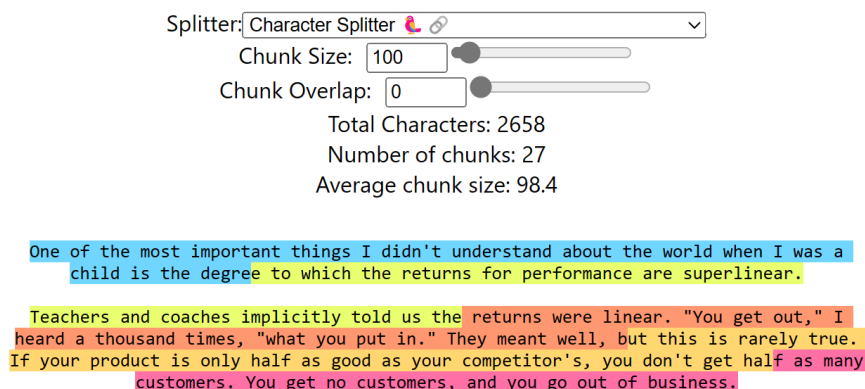 Splitter: Character Splitter 🦜 🔗
Chunk Size: 100
Chunk Overlap: 0
Total Characters: 2658
Number of chunks: 27
Average chunk size: 98.4
One of the most important things I didn't understand about the world when I was a
child is the degree to which the returns for performance are superlinear.
Teachers and coaches implicitly told us the returns were linear. "You get out," I
heard a thousand times, "what you put in." They meant well, but this is rarely true.
If your product is only half as good as your competitor's, you don't get half as many
customers. You get no customers, and you go out of business.